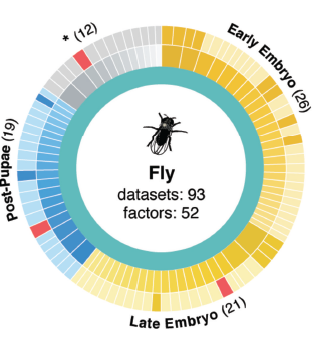 * (12)
Early Embryo (26)
Post-Pupae (19)
Fly
datasets: 93
factors: 52
Late Embryo (21)